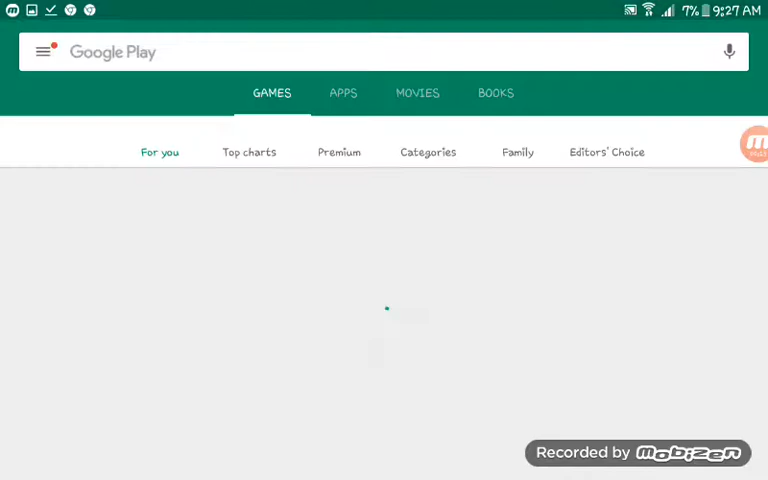 7% 9:27 AM
Google Play
GAMES APPS MOVIES BOOKS
For you Top charts Premium Categories Family Editors' Choice
Recorded by mobizen